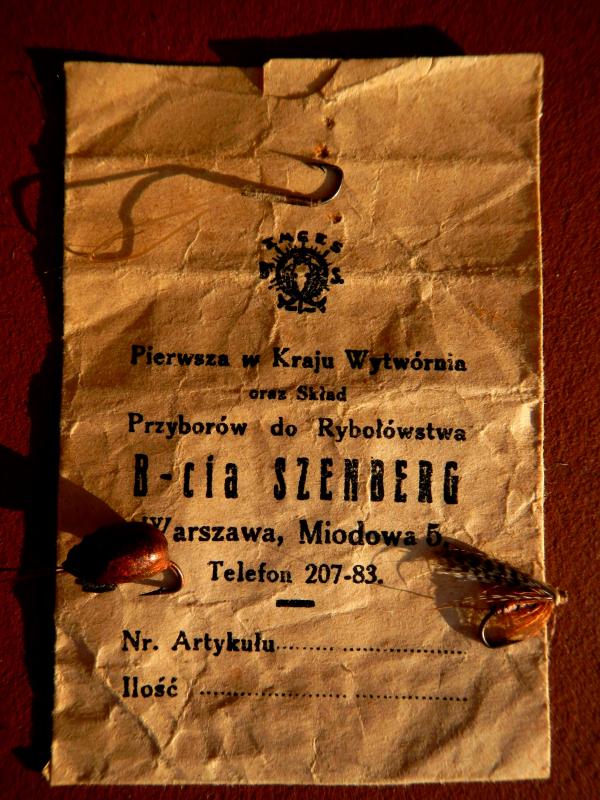 Pierwsza w Kraju Wytwórnia
oraz Skład
Przyborów do Rybołówstwa
B-cia SZENBERG
Warszawa, Miodowa 5.
Telefon 207-83.
Nr. Artykułu
Ilość